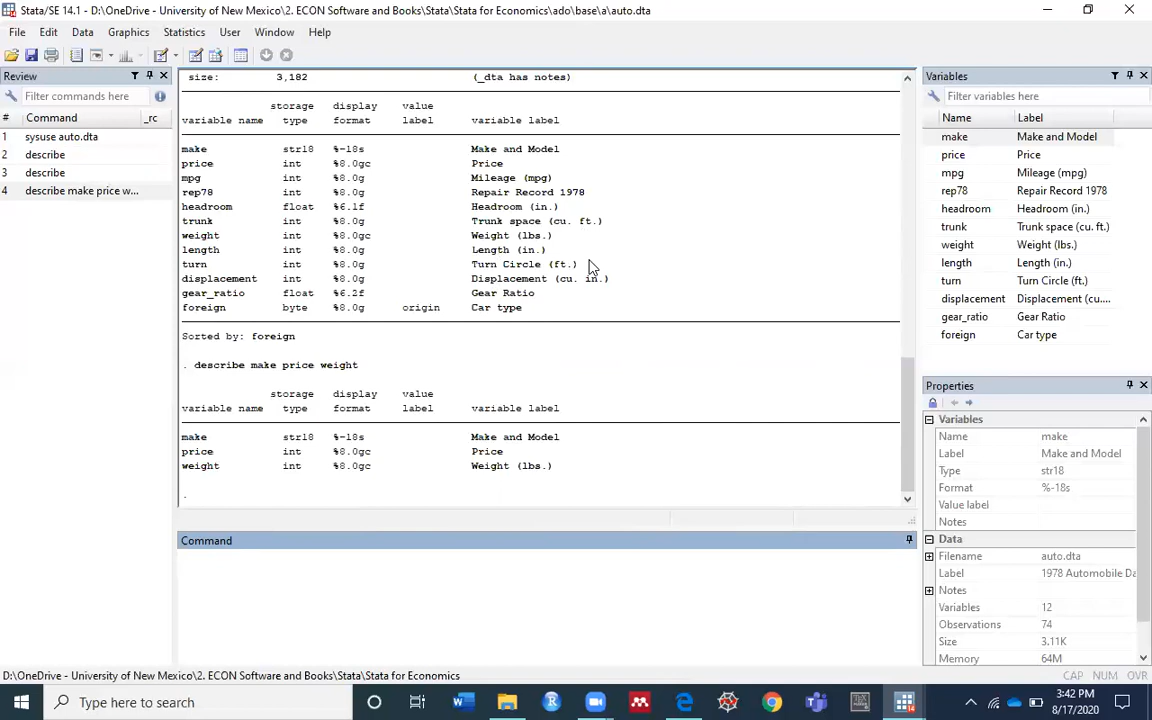 Stata/SE 14.1 - D:\OneDrive - University of New Mexico\2. ECON Software and Books\Stata\Stata for Economics\ado\base\a\auto.dta
File Edit Data Graphics Statistics User Window Help
Review
Filter commands here
# Command _rc
1 sysuse auto.dta
2 describe
3 describe
4 describe make price w...
size: 3,182 (_dta has notes)
storage display value
variable name type format label variable label
make str18 %-18s Make and Model
price int %8.0gc Price
mpg int %8.0g Mileage (mpg)
rep78 int %8.0g Repair Record 1978
headroom float %6.1f Headroom (in.)
trunk int %8.0g Trunk space (cu. ft.)
weight int %8.0gc Weight (lbs.)
length int %8.0g Length (in.)
turn int %8.0g Turn Circle (ft.)
displacement int %8.0g Displacement (cu. in.)
gear_ratio float %6.2f Gear Ratio
foreign byte %8.0g origin Car type
Sorted by: foreign
. describe make price weight
storage display value
variable name type format label variable label
make str18 %-18s Make and Model
price int %8.0gc Price
weight int %8.0gc Weight (lbs.)
.
Command
Variables
Filter variables here
Name Label
make Make and Model
price Price
mpg Mileage (mpg)
rep78 Repair Record 1978
headroom Headroom (in.)
trunk Trunk space (cu. ft.)
weight Weight (lbs.)
length Length (in.)
turn Turn Circle (ft.)
displacement Displacement (cu....
gear_ratio Gear Ratio
foreign Car type
Properties
Variables
Name make
Label Make and Model
Type str18
Format %-18s
Value label
Notes
Data
Filename auto.dta
Label 1978 Automobile Da
Notes
Variables 12
Observations 74
Size 3.11K
Memory 64M
D:\OneDrive - University of New Mexico\2. ECON Software and Books\Stata\Stata for Economics
CAP NUM OVR
Type here to search
3:42 PM
8/17/2020